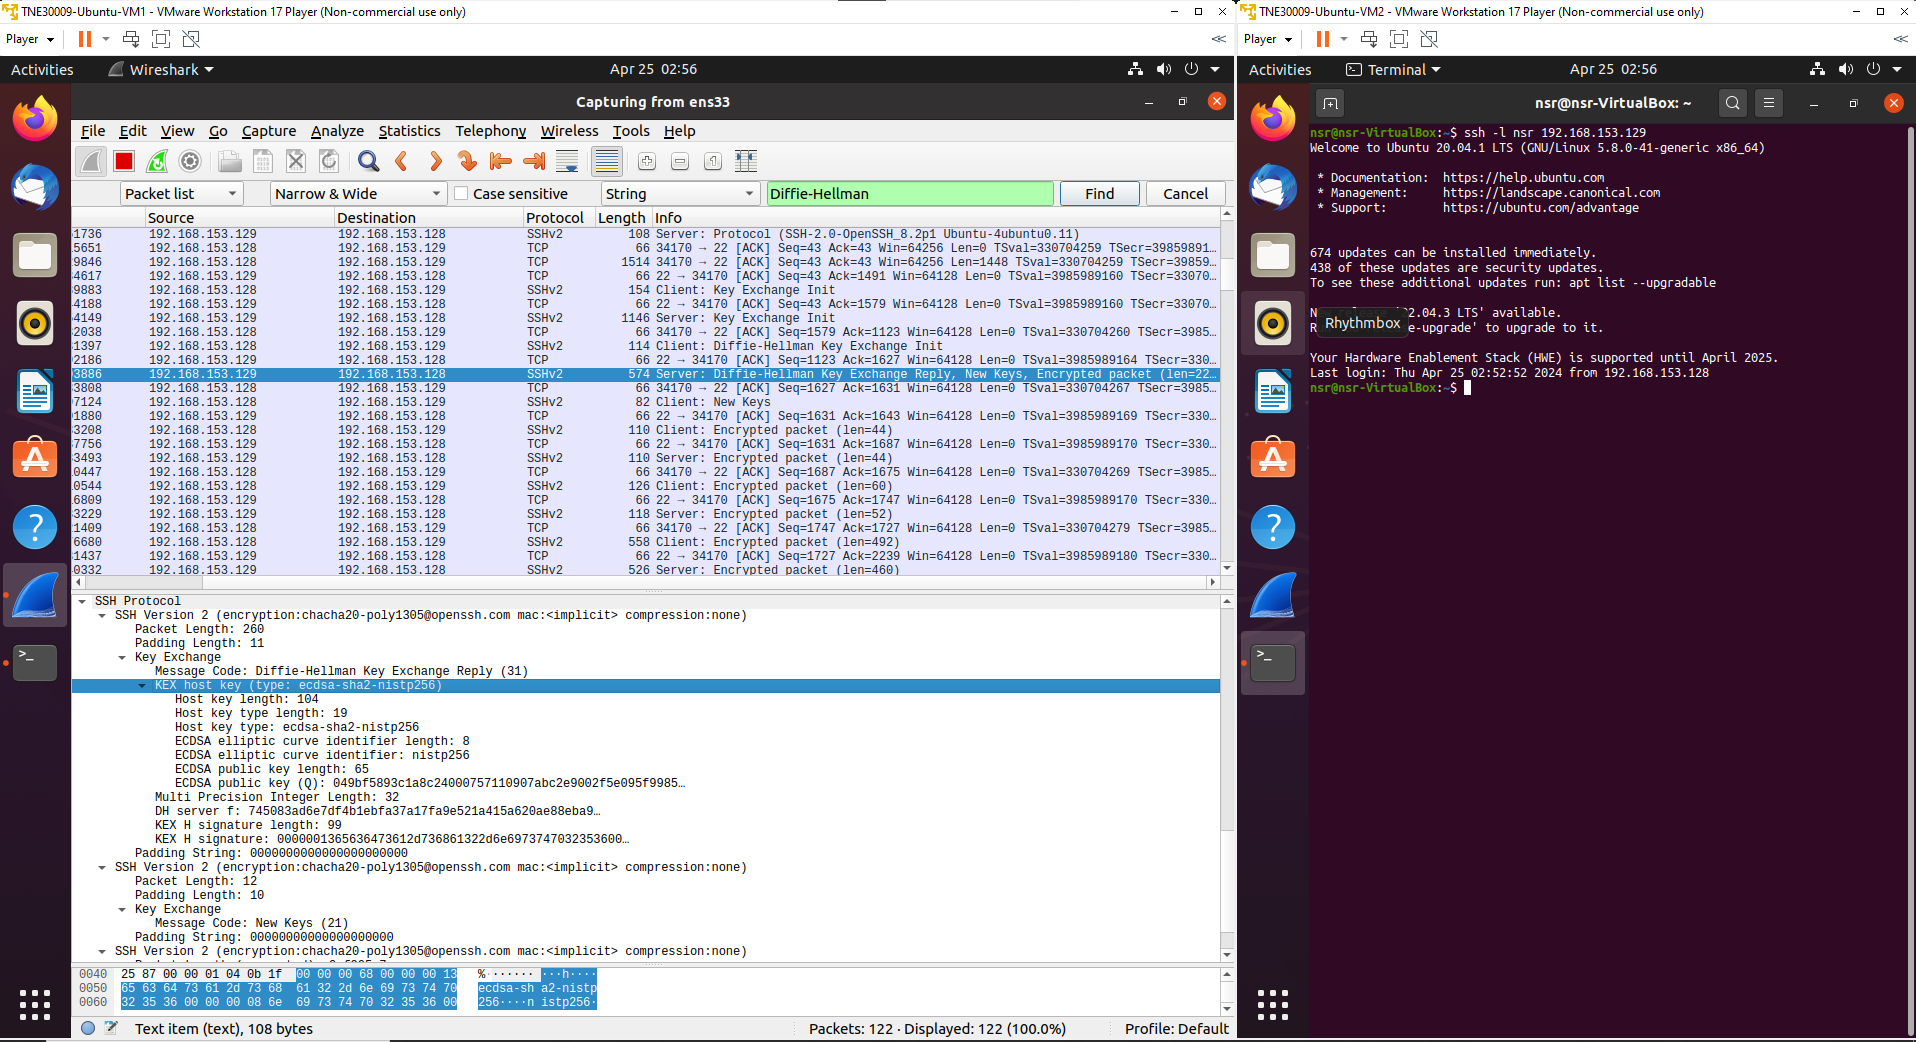 TNE30009-Ubuntu-VM1 - VMware Workstation 17 Player (Non-commercial use only)
Player
Activities
Wireshark
Apr 25 02:56
Capturing from ens33
File Edit View Go Capture Analyze Statistics Telephony Wireless Tools Help
Packet list
Narrow & Wide
Case sensitive
String
Diffie-Hellman
Find
Cancel
Source Destination Protocol Length Info
1736 192.168.153.129 192.168.153.128 SSHv2 108 Server: Protocol (SSH-2.0-OpenSSH_8.2p1 Ubuntu-4ubuntu0.11)
5651 192.168.153.128 192.168.153.129 TCP 66 34170 → 22 [ACK] Seq=43 Ack=43 Win=64256 Len=0 TSval=330704259 TSecr=39859891…
9846 192.168.153.128 192.168.153.129 TCP 1514 34170 → 22 [ACK] Seq=43 Ack=43 Win=64256 Len=1448 TSval=330704259 TSecr=39859…
4617 192.168.153.129 192.168.153.128 TCP 66 22 → 34170 [ACK] Seq=43 Ack=1491 Win=64128 Len=0 TSval=3985989160 TSecr=33070…
9883 192.168.153.128 192.168.153.129 SSHv2 154 Client: Key Exchange Init
4188 192.168.153.129 192.168.153.128 TCP 66 22 → 34170 [ACK] Seq=43 Ack=1579 Win=64128 Len=0 TSval=3985989160 TSecr=33070…
4149 192.168.153.129 192.168.153.128 SSHv2 1146 Server: Key Exchange Init
2038 192.168.153.128 192.168.153.129 TCP 66 34170 → 22 [ACK] Seq=1579 Ack=1123 Win=64128 Len=0 TSval=330704260 TSecr=3985…
1397 192.168.153.128 192.168.153.129 SSHv2 114 Client: Diffie-Hellman Key Exchange Init
2186 192.168.153.129 192.168.153.128 TCP 66 22 → 34170 [ACK] Seq=1123 Ack=1627 Win=64128 Len=0 TSval=3985989164 TSecr=330…
3886 192.168.153.129 192.168.153.128 SSHv2 574 Server: Diffie-Hellman Key Exchange Reply, New Keys, Encrypted packet (len=22…
3808 192.168.153.128 192.168.153.129 TCP 66 34170 → 22 [ACK] Seq=1627 Ack=1631 Win=64128 Len=0 TSval=330704267 TSecr=3985…
7124 192.168.153.128 192.168.153.129 SSHv2 82 Client: New Keys
1880 192.168.153.129 192.168.153.128 TCP 66 22 → 34170 [ACK] Seq=1631 Ack=1643 Win=64128 Len=0 TSval=3985989169 TSecr=330…
3208 192.168.153.128 192.168.153.129 SSHv2 110 Client: Encrypted packet (len=44)
7756 192.168.153.129 192.168.153.128 TCP 66 22 → 34170 [ACK] Seq=1631 Ack=1687 Win=64128 Len=0 TSval=3985989170 TSecr=330…
3493 192.168.153.129 192.168.153.128 SSHv2 110 Server: Encrypted packet (len=44)
0447 192.168.153.128 192.168.153.129 TCP 66 34170 → 22 [ACK] Seq=1687 Ack=1675 Win=64128 Len=0 TSval=330704269 TSecr=3985…
0544 192.168.153.128 192.168.153.129 SSHv2 126 Client: Encrypted packet (len=60)
6809 192.168.153.129 192.168.153.128 TCP 66 22 → 34170 [ACK] Seq=1675 Ack=1747 Win=64128 Len=0 TSval=3985989170 TSecr=330…
3229 192.168.153.129 192.168.153.128 SSHv2 118 Server: Encrypted packet (len=52)
1409 192.168.153.128 192.168.153.129 TCP 66 34170 → 22 [ACK] Seq=1747 Ack=1727 Win=64128 Len=0 TSval=330704279 TSecr=3985…
6680 192.168.153.128 192.168.153.129 SSHv2 558 Client: Encrypted packet (len=492)
1437 192.168.153.129 192.168.153.128 TCP 66 22 → 34170 [ACK] Seq=1727 Ack=2239 Win=64128 Len=0 TSval=3985989180 TSecr=330…
0332 192.168.153.129 192.168.153.128 SSHv2 526 Server: Encrypted packet (len=460)
SSH Protocol
SSH Version 2 (encryption:chacha20-poly1305@openssh.com mac:<implicit> compression:none)
Packet Length: 260
Padding Length: 11
Key Exchange
Message Code: Diffie-Hellman Key Exchange Reply (31)
KEX host key (type: ecdsa-sha2-nistp256)
Host key length: 104
Host key type length: 19
Host key type: ecdsa-sha2-nistp256
ECDSA elliptic curve identifier length: 8
ECDSA elliptic curve identifier: nistp256
ECDSA public key length: 65
ECDSA public key (Q): 049bf5893c1a8c24000757110907abc2e9002f5e095f9985…
Multi Precision Integer Length: 32
DH server f: 745083ad6e7df4b1ebfa37a17fa9e521a415a620ae88eba9…
KEX H signature length: 99
KEX H signature: 0000001365636473612d736861322d6e6973747032353600…
Padding String: 0000000000000000000000
SSH Version 2 (encryption:chacha20-poly1305@openssh.com mac:<implicit> compression:none)
Packet Length: 12
Padding Length: 10
Key Exchange
Message Code: New Keys (21)
Padding String: 00000000000000000000
SSH Version 2 (encryption:chacha20-poly1305@openssh.com mac:<implicit> compression:none)
0040 25 87 00 00 01 04 0b 1f 00 00 00 68 00 00 00 13 %······· ···h····
0050 65 63 64 73 61 2d 73 68 61 32 2d 6e 69 73 74 70 ecdsa-sh a2-nistp
0060 32 35 36 00 00 00 08 6e 69 73 74 70 32 35 36 00 256····n istp256·
Text item (text), 108 bytes
Packets: 122 · Displayed: 122 (100.0%)
Profile: Default
TNE30009-Ubuntu-VM2 - VMware Workstation 17 Player (Non-commercial use only)
Player
Activities
Terminal
Apr 25 02:56
nsr@nsr-VirtualBox: ~
nsr@nsr-VirtualBox:~$ ssh -l nsr 192.168.153.129
Welcome to Ubuntu 20.04.1 LTS (GNU/Linux 5.8.0-41-generic x86_64)
* Documentation: https://help.ubuntu.com
* Management: https://landscape.canonical.com
* Support: https://ubuntu.com/advantage
674 updates can be installed immediately.
438 of these updates are security updates.
To see these additional updates run: apt list --upgradable
2.04.3 LTS' available.
Rhythmbox
e-upgrade' to upgrade to it.
Your Hardware Enablement Stack (HWE) is supported until April 2025.
Last login: Thu Apr 25 02:52:52 2024 from 192.168.153.128
nsr@nsr-VirtualBox:~$